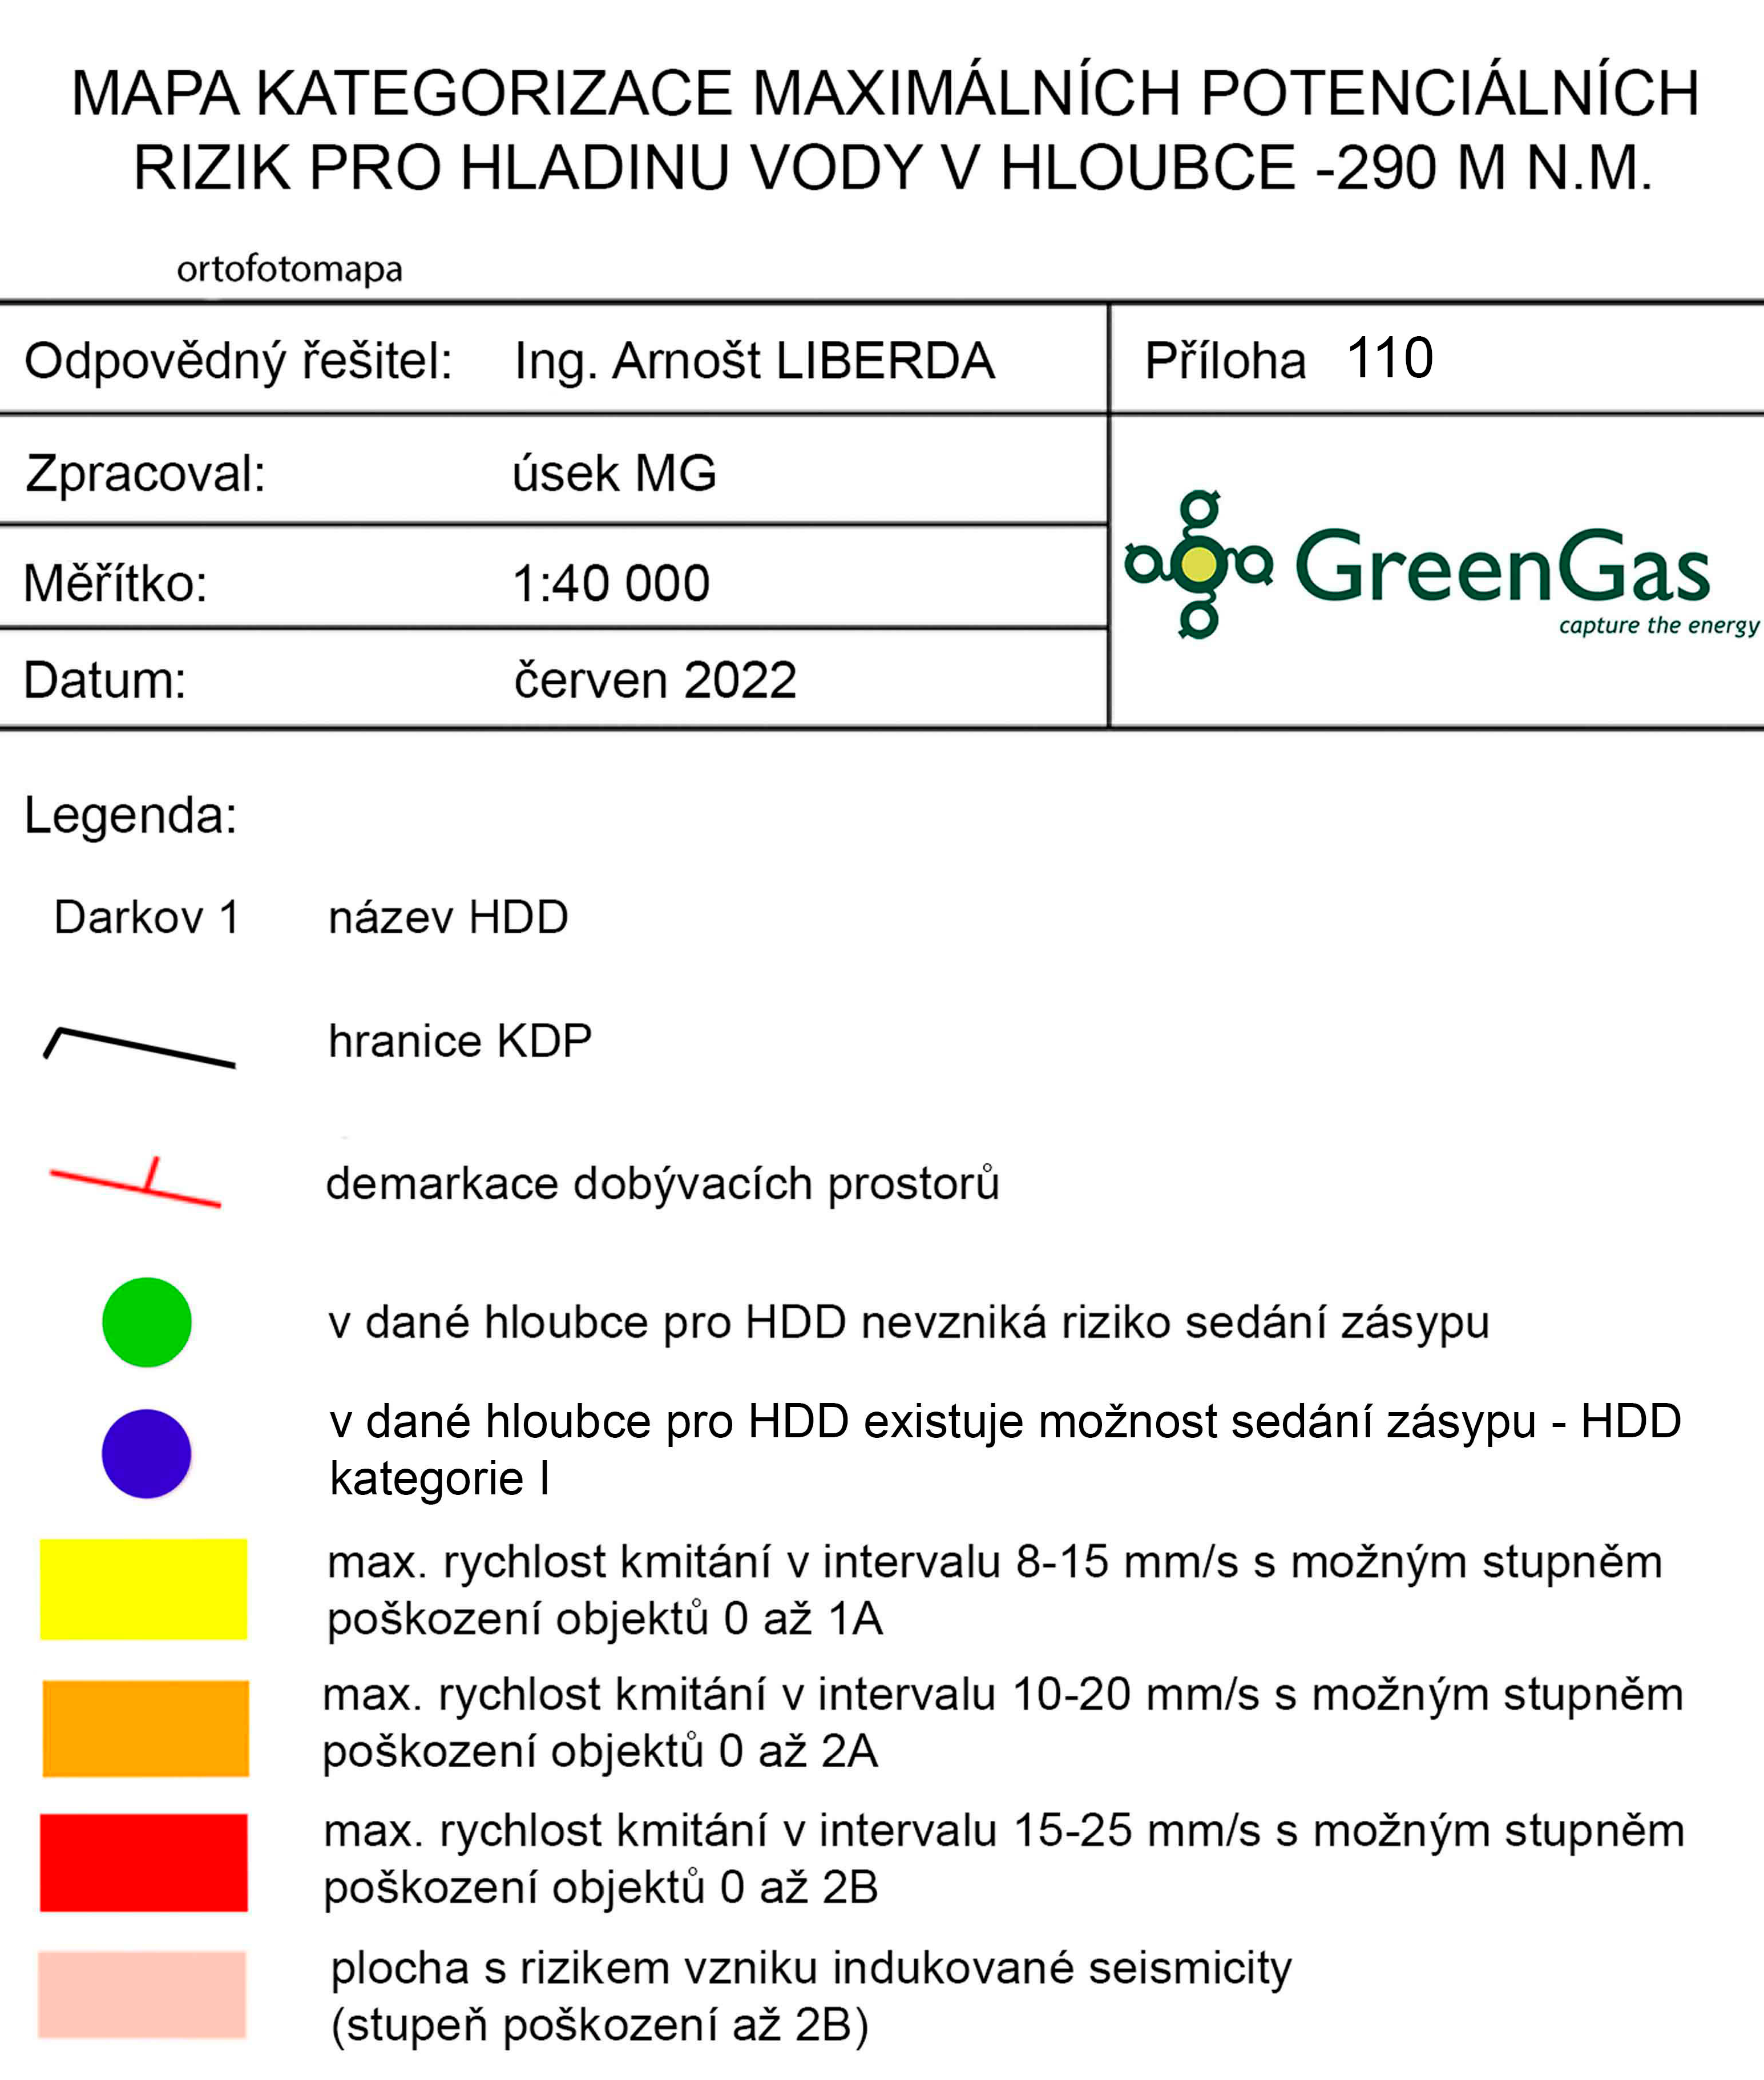 MAPA KATEGORIZACE MAXIMÁLNÍCH POTENCIÁLNÍCH
RIZIK PRO HLADINU VODY V HLOUBCE -290 M N.M.
ortofotomapa
Odpovědný řešitel: Ing. Arnošt LIBERDA
Příloha 110
Zpracoval: úsek MG
Měřítko: 1:40 000
Datum: červen 2022
GreenGas
capture the energy
Legenda:
Darkov 1 název HDD
hranice KDP
demarkace dobývacích prostorů
v dané hloubce pro HDD nevzniká riziko sedání zásypu
v dané hloubce pro HDD existuje možnost sedání zásypu - HDD
kategorie I
max. rychlost kmitání v intervalu 8-15 mm/s s možným stupněm
poškození objektů 0 až 1A
max. rychlost kmitání v intervalu 10-20 mm/s s možným stupněm
poškození objektů 0 až 2A
max. rychlost kmitání v intervalu 15-25 mm/s s možným stupněm
poškození objektů 0 až 2B
plocha s rizikem vzniku indukované seismicity
(stupeň poškození až 2B)